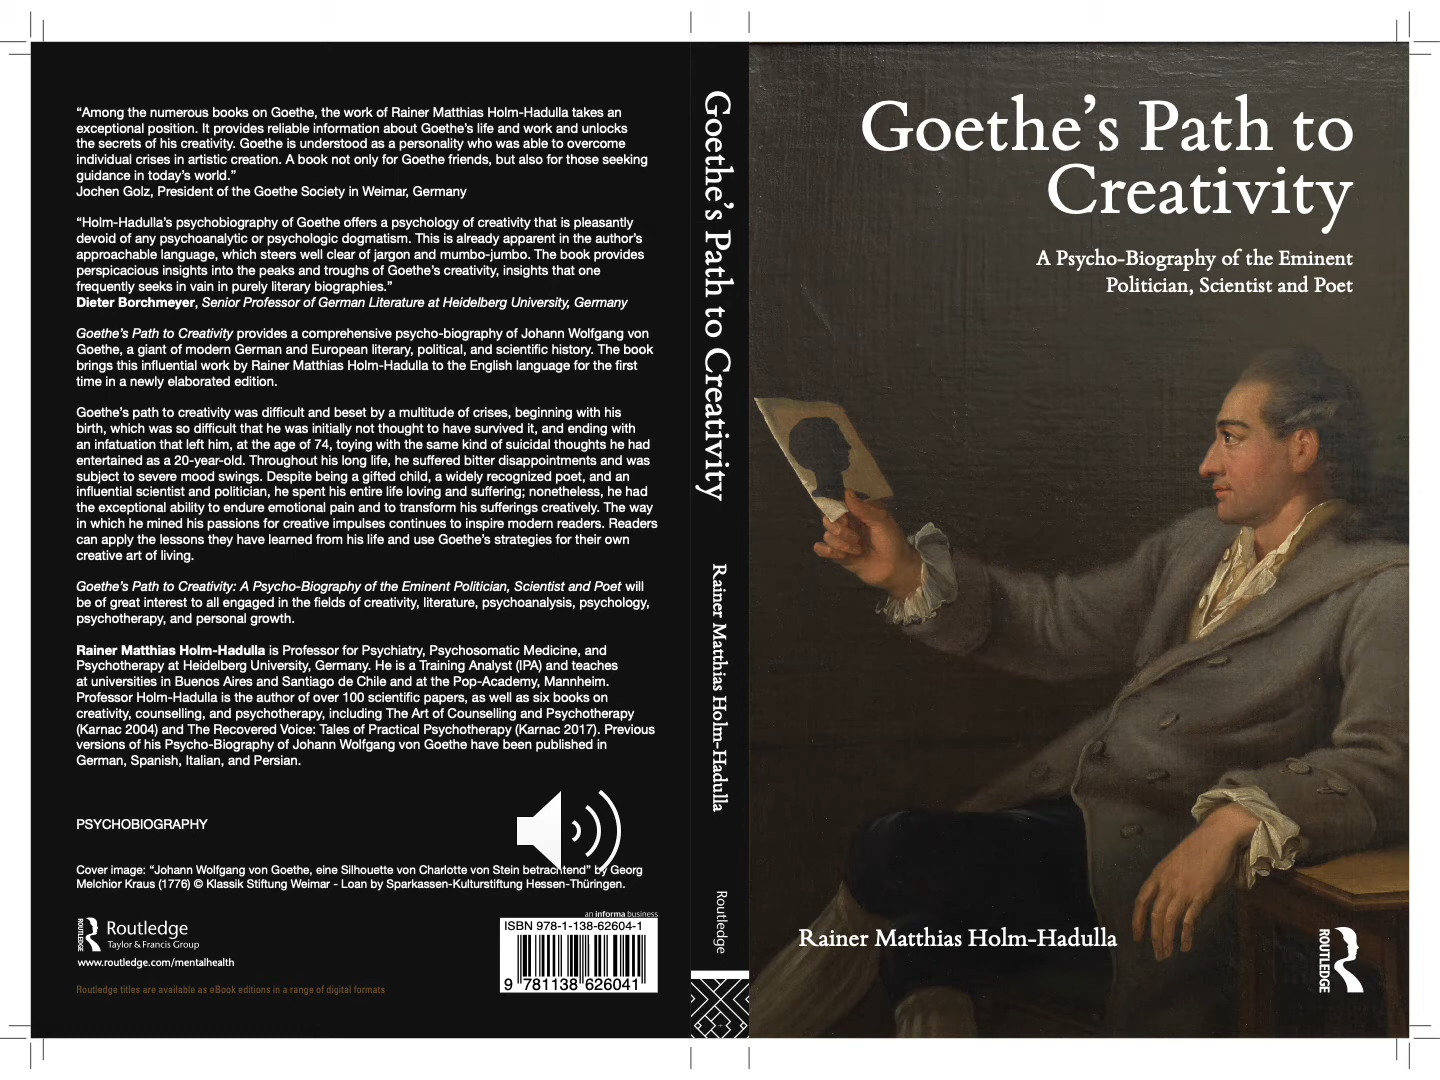 “Among the numerous books on Goethe, the work of Rainer Matthias Holm-Hadulla takes an
exceptional position. It provides reliable information about Goethe’s life and work and unlocks
the secrets of his creativity. Goethe is understood as a personality who was able to overcome
individual crises in artistic creation. A book not only for Goethe friends, but also for those seeking
guidance in today’s world.”
Jochen Golz, President of the Goethe Society in Weimar, Germany
“Holm-Hadulla’s psychobiography of Goethe offers a psychology of creativity that is pleasantly
devoid of any psychoanalytic or psychologic dogmatism. This is already apparent in the author’s
approachable language, which steers well clear of jargon and mumbo-jumbo. The book provides
perspicacious insights into the peaks and troughs of Goethe’s creativity, insights that one
frequently seeks in vain in purely literary biographies.”
Dieter Borchmeyer, Senior Professor of German Literature at Heidelberg University, Germany
Goethe’s Path to Creativity provides a comprehensive psycho-biography of Johann Wolfgang von
Goethe, a giant of modern German and European literary, political, and scientific history. The book
brings this influential work by Rainer Matthias Holm-Hadulla to the English language for the first
time in a newly elaborated edition.
Goethe’s path to creativity was difficult and beset by a multitude of crises, beginning with his
birth, which was so difficult that he was initially not thought to have survived it, and ending with
an infatuation that left him, at the age of 74, toying with the same kind of suicidal thoughts he had
entertained as a 20-year-old. Throughout his long life, he suffered bitter disappointments and was
subject to severe mood swings. Despite being a gifted child, a widely recognized poet, and an
influential scientist and politician, he spent his entire life loving and suffering; nonetheless, he had
the exceptional ability to endure emotional pain and to transform his sufferings creatively. The way
in which he mined his passions for creative impulses continues to inspire modern readers. Readers
can apply the lessons they have learned from his life and use Goethe’s strategies for their own
creative art of living.
Goethe’s Path to Creativity: A Psycho-Biography of the Eminent Politician, Scientist and Poet will
be of great interest to all engaged in the fields of creativity, literature, psychoanalysis, psychology,
psychotherapy, and personal growth.
Rainer Matthias Holm-Hadulla is Professor for Psychiatry, Psychosomatic Medicine, and
Psychotherapy at Heidelberg University, Germany. He is a Training Analyst (IPA) and teaches
at universities in Buenos Aires and Santiago de Chile and at the Pop-Academy, Mannheim.
Professor Holm-Hadulla is the author of over 100 scientific papers, as well as six books on
creativity, counselling, and psychotherapy, including The Art of Counselling and Psychotherapy
(Karnac 2004) and The Recovered Voice: Tales of Practical Psychotherapy (Karnac 2017). Previous
versions of his Psycho-Biography of Johann Wolfgang von Goethe have been published in
German, Spanish, Italian, and Persian.
PSYCHOBIOGRAPHY
Cover image: “Johann Wolfgang von Goethe, eine Silhouette von Charlotte von Stein betrachtend” by Georg
Melchior Kraus (1776) © Klassik Stiftung Weimar - Loan by Sparkassen-Kulturstiftung Hessen-Thüringen.
ROUTLEDGE
Routledge
Taylor & Francis Group
www.routledge.com/mentalhealth
Routledge titles are available as eBook editions in a range of digital formats
an informa business
ISBN 978-1-138-62604-1
9 781138 626041
Goethe’s Path to Creativity
Rainer Matthias Holm-Hadulla
Routledge
Goethe’s Path to
Creativity
A Psycho-Biography of the Eminent
Politician, Scientist and Poet
Rainer Matthias Holm-Hadulla
ROUTLEDGE